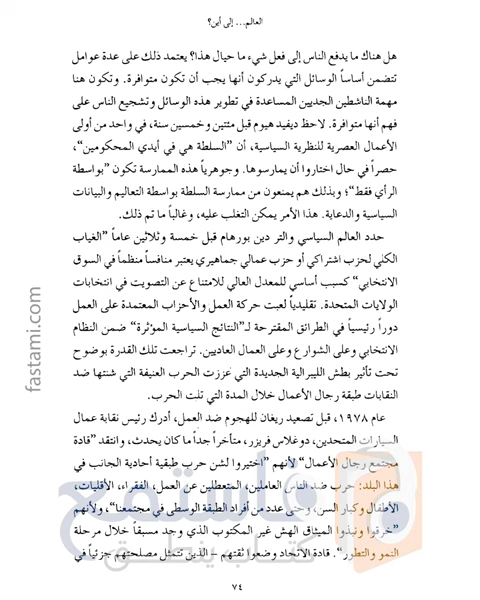 العالم... إلى أين؟
هل هناك ما يدفع الناس إلى فعل شيء ما حيال هذا؟ يعتمد ذلك على عدة عوامل
تتضمن أساساً الوسائل التي يدركون أنها يجب أن تكون متوافرة. وتكون هنا
مهمة الناشطين الجديين المساعدة في تطوير هذه الوسائل وتشجيع الناس على
فهم أنها متوافرة. لاحظ ديفيد هيوم قبل مئتين وخمسين سنة، في واحد من أولى
الأعمال العصرية للنظرية السياسية، أن ”السلطة هي في أيدي المحكومين“،
حصراً في حال اختاروا أن يمارسوها. وجوهرياً هذه الممارسة تكون ”بواسطة
الرأي فقط“؛ وبذلك هم يمنعون من ممارسة السلطة بواسطة التعاليم والبيانات
السياسية والدعاية. هذا الأمر يمكن التغلب عليه، وغالباً ما تم ذلك.
حدد العالم السياسي والتر دين بورهام قبل خمسة وثلاثين عاماً ”الغياب
الكلي لحزب اشتراكي أو حزب عمالي جماهيري يعتبر منافساً منظماً في السوق
الانتخابي“ كسبب أساسي للمعدل العالي للامتناع عن التصويت في انتخابات
الولايات المتحدة. تقليدياً لعبت حركة العمل والأحزاب المعتمدة على العمل
دوراً رئيسياً في الطرائق المقترحة لـ”النتائج السياسية المؤثرة“ ضمن النظام
الانتخابي وعلى الشوارع وعلى العمال العاديين. تراجعت تلك القدرة بوضوح
تحت تأثير بطش الليبرالية الجديدة التي عززت الحرب العنيفة التي شنتها ضد
النقابات طبقة رجال الأعمال خلال المدة التي تلت الحرب.
عام ١٩٧٨، قبل تصعيد ريغان للهجوم ضد العمل، أدرك رئيس نقابة عمال
السيارات المتحدين، دوغلاس فريزر، متأخراً جداً ما كان يحدث، وانتقد ”قادة
مجتمع رجال الأعمال“ لأنهم ”اختيروا لشن حرب طبقية أحادية الجانب في
هذا البلد: حرب ضد الناس العاملين، المتعطلين عن العمل، الفقراء، الأقليات،
الأطفال وكبار السن، وحتى عدد من أفراد الطبقة الوسطى في مجتمعنا“، ولأنهم
”خرقوا ونبذوا الميثاق الهش غير المكتوب الذي وجد مسبقاً خلال مرحلة
النمو والتطور“. قادة الاتحاد وضعوا ثقتهم – الذين تتمثل مصلحتهم جزئياً في
٧٤
fastami.com
استمع
كتاب ينطق